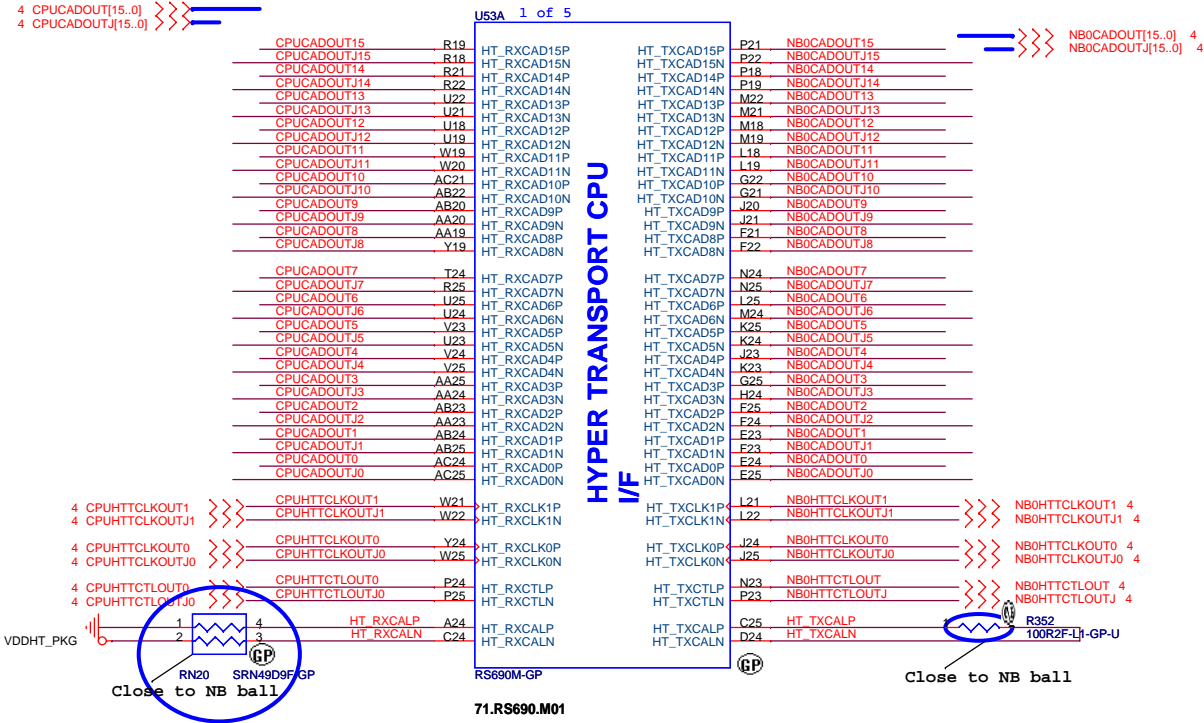 4 CPUCADOUT[15..0]
4 CPUCADOUTJ[15..0]
U53A 1 of 5
NB0CADOUT[15..0] 4
NB0CADOUTJ[15..0] 4
CPUCADOUT15 R19 HT_RXCAD15P HT_TXCAD15P P21 NB0CADOUT15
CPUCADOUTJ15 R18 HT_RXCAD15N HT_TXCAD15N P22 NB0CADOUTJ15
CPUCADOUT14 R21 HT_RXCAD14P HT_TXCAD14P P18 NB0CADOUT14
CPUCADOUTJ14 R22 HT_RXCAD14N HT_TXCAD14N P19 NB0CADOUTJ14
CPUCADOUT13 U22 HT_RXCAD13P HT_TXCAD13P M22 NB0CADOUT13
CPUCADOUTJ13 U21 HT_RXCAD13N HT_TXCAD13N M21 NB0CADOUTJ13
CPUCADOUT12 U18 HT_RXCAD12P HT_TXCAD12P M18 NB0CADOUT12
CPUCADOUTJ12 U19 HT_RXCAD12N HT_TXCAD12N M19 NB0CADOUTJ12
CPUCADOUT11 W19 HT_RXCAD11P HT_TXCAD11P L18 NB0CADOUT11
CPUCADOUTJ11 W20 HT_RXCAD11N HT_TXCAD11N L19 NB0CADOUTJ11
CPUCADOUT10 AC21 HT_RXCAD10P HT_TXCAD10P G22 NB0CADOUT10
CPUCADOUTJ10 AB22 HT_RXCAD10N HT_TXCAD10N G21 NB0CADOUTJ10
CPUCADOUT9 AB20 HT_RXCAD9P HT_TXCAD9P J20 NB0CADOUT9
CPUCADOUTJ9 AA20 HT_RXCAD9N HT_TXCAD9N J21 NB0CADOUTJ9
CPUCADOUT8 AA19 HT_RXCAD8P HT_TXCAD8P F21 NB0CADOUT8
CPUCADOUTJ8 Y19 HT_RXCAD8N HT_TXCAD8N F22 NB0CADOUTJ8
CPUCADOUT7 T24 HT_RXCAD7P HT_TXCAD7P N24 NB0CADOUT7
CPUCADOUTJ7 R25 HT_RXCAD7N HT_TXCAD7N N25 NB0CADOUTJ7
CPUCADOUT6 U25 HT_RXCAD6P HT_TXCAD6P L25 NB0CADOUT6
CPUCADOUTJ6 U24 HT_RXCAD6N HT_TXCAD6N M24 NB0CADOUTJ6
CPUCADOUT5 V23 HT_RXCAD5P HT_TXCAD5P K25 NB0CADOUT5
CPUCADOUTJ5 U23 HT_RXCAD5N HT_TXCAD5N K24 NB0CADOUTJ5
CPUCADOUT4 V24 HT_RXCAD4P HT_TXCAD4P J23 NB0CADOUT4
CPUCADOUTJ4 V25 HT_RXCAD4N HT_TXCAD4N K23 NB0CADOUTJ4
CPUCADOUT3 AA25 HT_RXCAD3P HT_TXCAD3P G25 NB0CADOUT3
CPUCADOUTJ3 AA24 HT_RXCAD3N HT_TXCAD3N H24 NB0CADOUTJ3
CPUCADOUT2 AB23 HT_RXCAD2P HT_TXCAD2P F25 NB0CADOUT2
CPUCADOUTJ2 AA23 HT_RXCAD2N HT_TXCAD2N F24 NB0CADOUTJ2
CPUCADOUT1 AB24 HT_RXCAD1P HT_TXCAD1P E23 NB0CADOUT1
CPUCADOUTJ1 AB25 HT_RXCAD1N HT_TXCAD1N F23 NB0CADOUTJ1
CPUCADOUT0 AC24 HT_RXCAD0P HT_TXCAD0P E24 NB0CADOUT0
CPUCADOUTJ0 AC25 HT_RXCAD0N HT_TXCAD0N E25 NB0CADOUTJ0
HYPER TRANSPORT CPU
I/F
4 CPUHTTCLKOUT1 CPUHTTCLKOUT1 W21 HT_RXCLK1P HT_TXCLK1P L21 NB0HTTCLKOUT1 NB0HTTCLKOUT1 4
4 CPUHTTCLKOUTJ1 CPUHTTCLKOUTJ1 W22 HT_RXCLK1N HT_TXCLK1N L22 NB0HTTCLKOUTJ1 NB0HTTCLKOUTJ1 4
4 CPUHTTCLKOUT0 CPUHTTCLKOUT0 Y24 HT_RXCLK0P HT_TXCLK0P J24 NB0HTTCLKOUT0 NB0HTTCLKOUT0 4
4 CPUHTTCLKOUTJ0 CPUHTTCLKOUTJ0 W25 HT_RXCLK0N HT_TXCLK0N J25 NB0HTTCLKOUTJ0 NB0HTTCLKOUTJ0 4
4 CPUHTTCTLOUT0 CPUHTTCTLOUT0 P24 HT_RXCTLP HT_TXCTLP N23 NB0HTTCTLOUT NB0HTTCTLOUT 4
4 CPUHTTCTLOUTJ0 CPUHTTCTLOUTJ0 P25 HT_RXCTLN HT_TXCTLN P23 NB0HTTCTLOUTJ NB0HTTCTLOUTJ 4
1 4 HT_RXCALP A24 HT_RXCALP HT_TXCALP C25 HT_TXCALP 1 2 R352
VDDHT_PKG 2 3 HT_RXCALN C24 HT_RXCALN HT_TXCALN D24 HT_TXCALN 100R2F-L1-GP-U
GP
GP
GP
RN20 SRN49D9F-GP RS690M-GP
Close to NB ball
Close to NB ball
71.RS690.M01